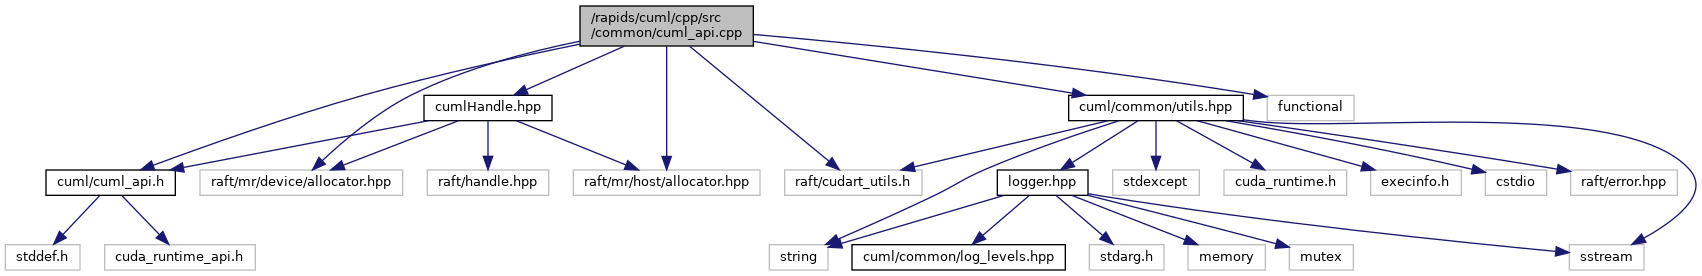 /rapids/cuml/cpp/src
/common/cuml_api.cpp
cumlHandle.hpp
cuml/common/utils.hpp
functional
cuml/cuml_api.h
raft/mr/device/allocator.hpp
raft/handle.hpp
raft/mr/host/allocator.hpp
raft/cudart_utils.h
logger.hpp
stdexcept
cuda_runtime.h
execinfo.h
cstdio
raft/error.hpp
stddef.h
cuda_runtime_api.h
string
cuml/common/log_levels.hpp
stdarg.h
memory
mutex
sstream